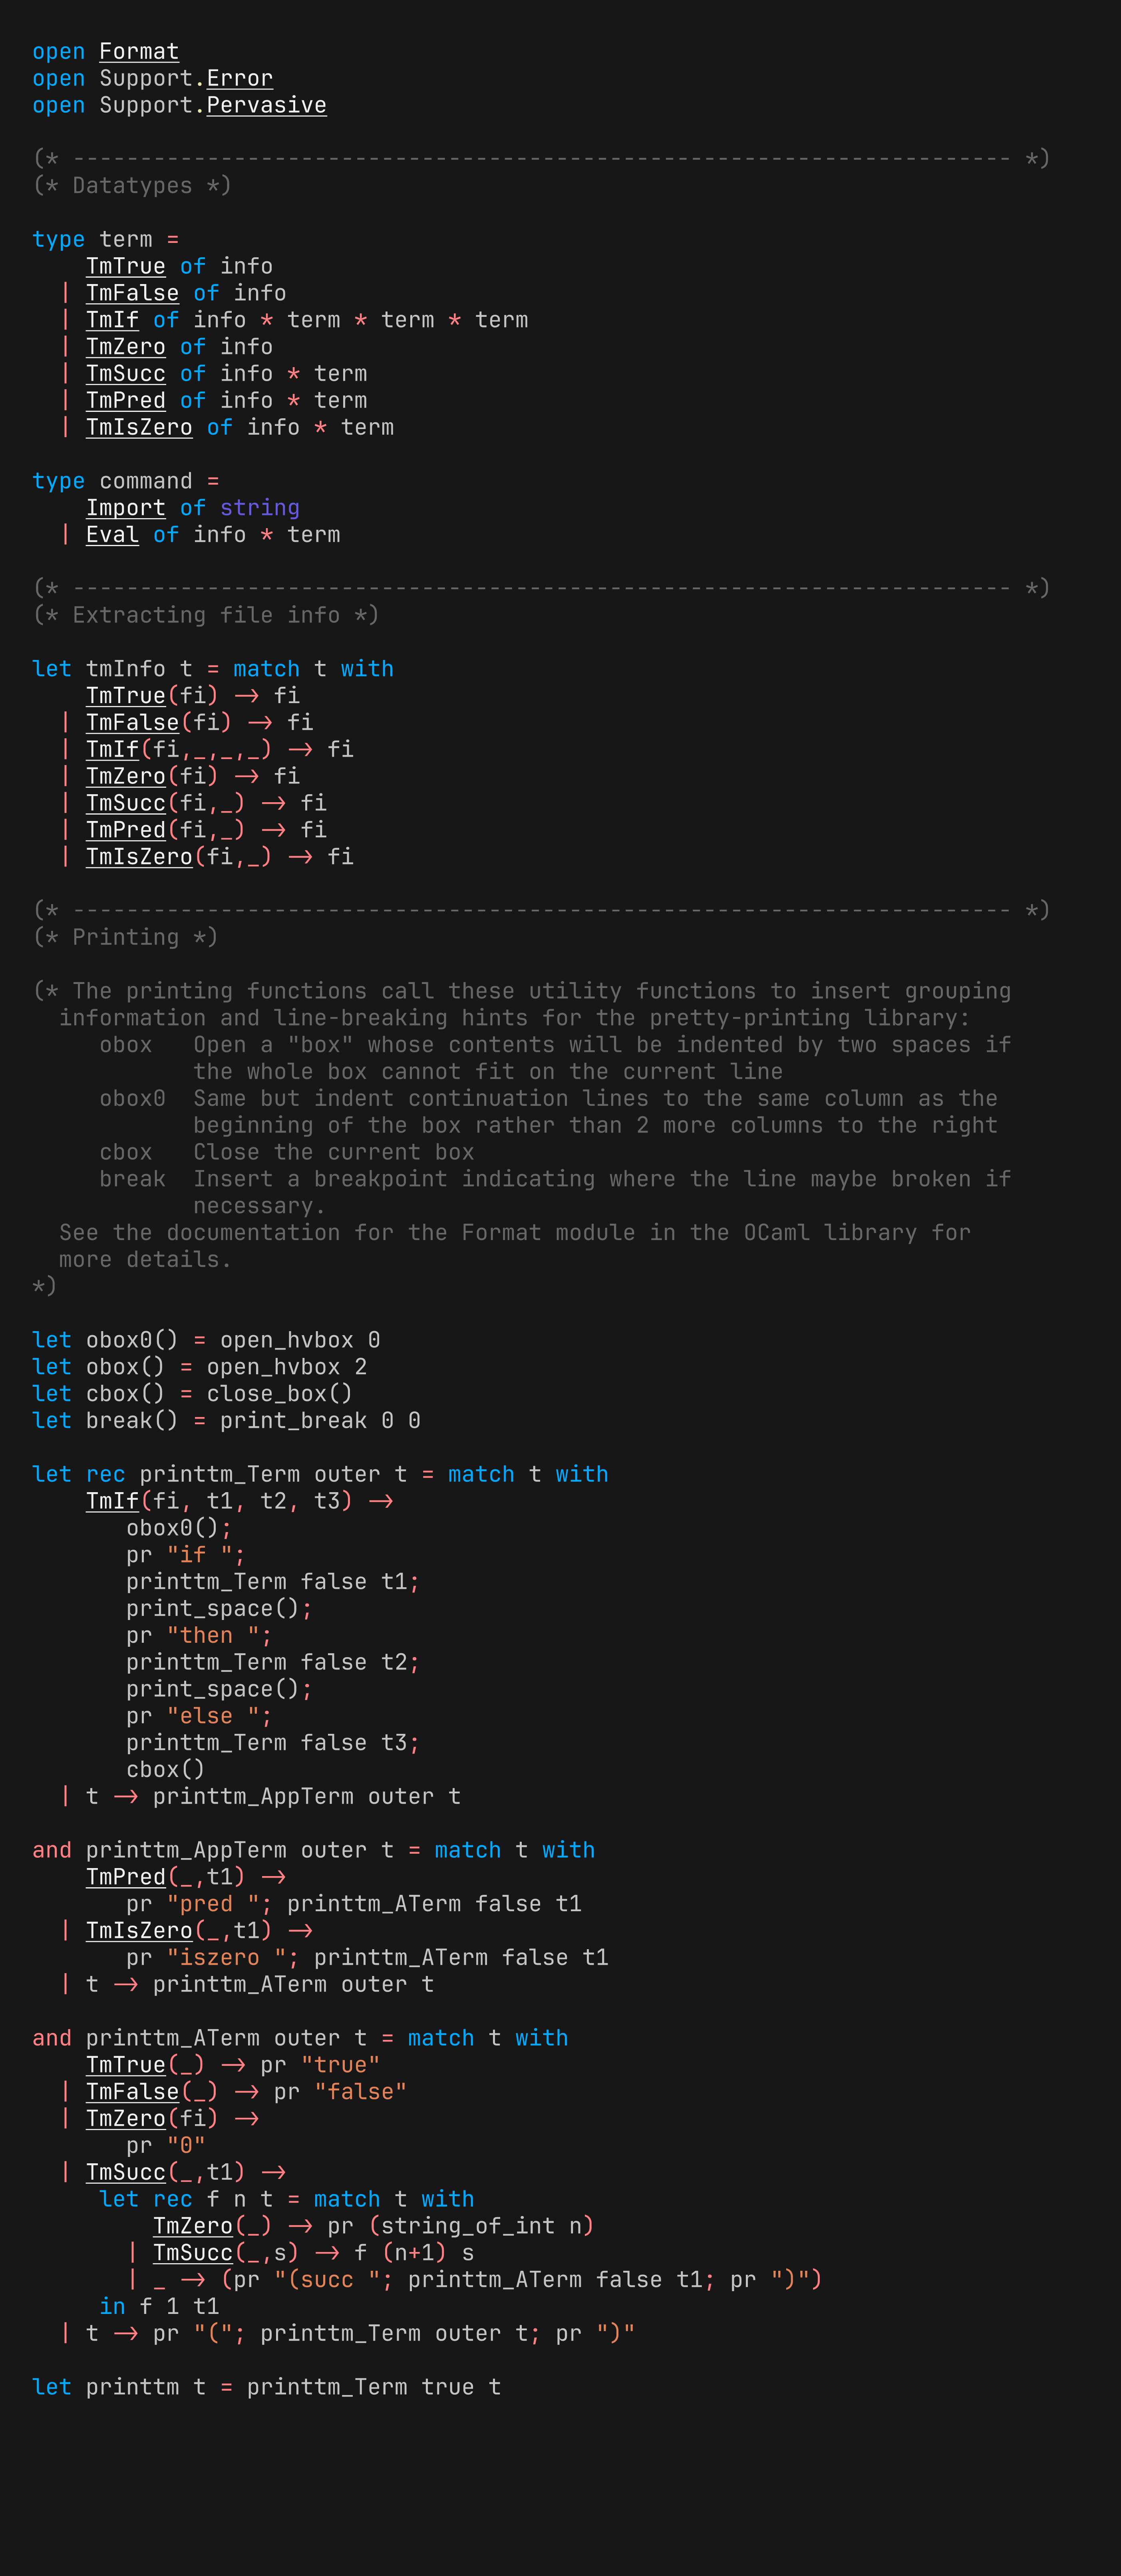 open Format
open Support.Error
open Support.Pervasive

(* ---------------------------------------------------------------------- *)
(* Datatypes *)

type term =
    TmTrue of info
  | TmFalse of info
  | TmIf of info * term * term * term
  | TmZero of info
  | TmSucc of info * term
  | TmPred of info * term
  | TmIsZero of info * term

type command =
    Import of string
  | Eval of info * term

(* ---------------------------------------------------------------------- *)
(* Extracting file info *)

let tmInfo t = match t with
    TmTrue(fi) -> fi
  | TmFalse(fi) -> fi
  | TmIf(fi,_,_,_) -> fi
  | TmZero(fi) -> fi
  | TmSucc(fi,_) -> fi
  | TmPred(fi,_) -> fi
  | TmIsZero(fi,_) -> fi

(* ---------------------------------------------------------------------- *)
(* Printing *)

(* The printing functions call these utility functions to insert grouping
  information and line-breaking hints for the pretty-printing library:
     obox   Open a "box" whose contents will be indented by two spaces if
            the whole box cannot fit on the current line
     obox0  Same but indent continuation lines to the same column as the
            beginning of the box rather than 2 more columns to the right
     cbox   Close the current box
     break  Insert a breakpoint indicating where the line maybe broken if
            necessary.
  See the documentation for the Format module in the OCaml library for
  more details.
*)

let obox0() = open_hvbox 0
let obox() = open_hvbox 2
let cbox() = close_box()
let break() = print_break 0 0

let rec printtm_Term outer t = match t with
    TmIf(fi, t1, t2, t3) ->
       obox0();
       pr "if ";
       printtm_Term false t1;
       print_space();
       pr "then ";
       printtm_Term false t2;
       print_space();
       pr "else ";
       printtm_Term false t3;
       cbox()
  | t -> printtm_AppTerm outer t

and printtm_AppTerm outer t = match t with
    TmPred(_,t1) ->
       pr "pred "; printtm_ATerm false t1
  | TmIsZero(_,t1) ->
       pr "iszero "; printtm_ATerm false t1
  | t -> printtm_ATerm outer t

and printtm_ATerm outer t = match t with
    TmTrue(_) -> pr "true"
  | TmFalse(_) -> pr "false"
  | TmZero(fi) ->
       pr "0"
  | TmSucc(_,t1) ->
     let rec f n t = match t with
         TmZero(_) -> pr (string_of_int n)
       | TmSucc(_,s) -> f (n+1) s
       | _ -> (pr "(succ "; printtm_ATerm false t1; pr ")")
     in f 1 t1
  | t -> pr "("; printtm_Term outer t; pr ")"

let printtm t = printtm_Term true t